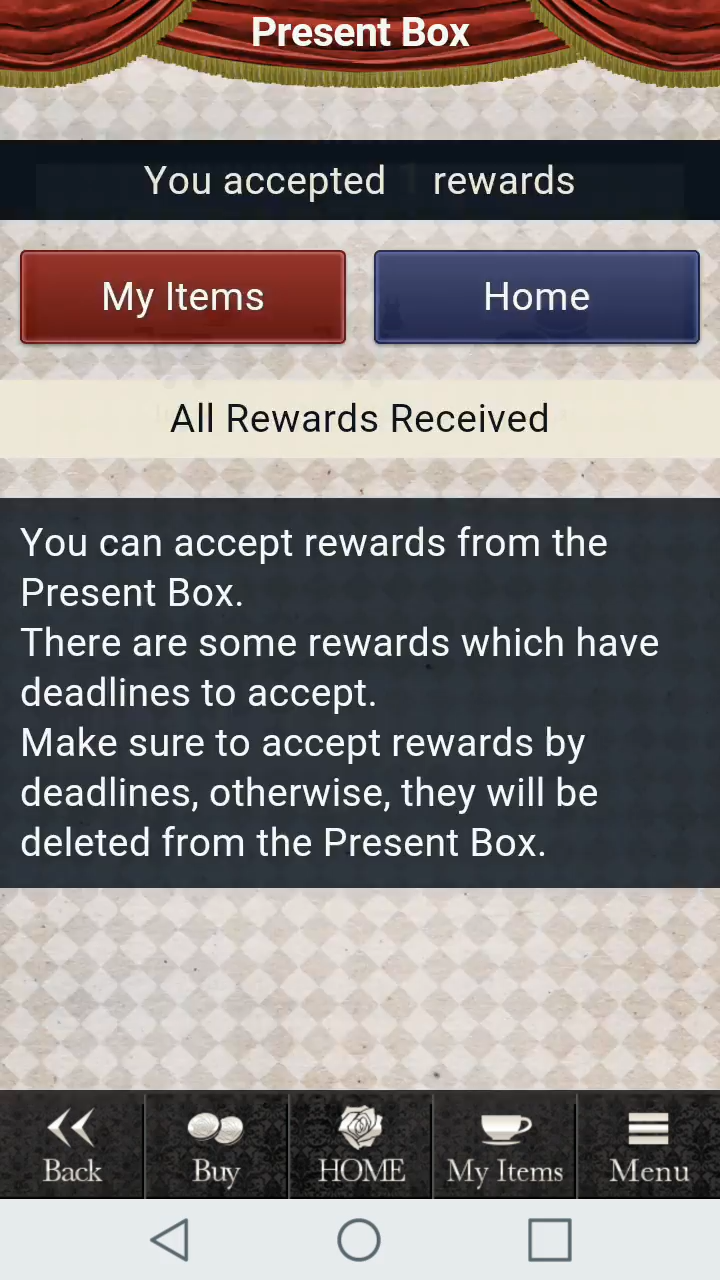 Present Box
You accepted 1 rewards
My Items
Home
All Rewards Received
You can accept rewards from the
Present Box.
There are some rewards which have
deadlines to accept.
Make sure to accept rewards by
deadlines, otherwise, they will be
deleted from the Present Box.
Back
Buy
HOME
My Items
Menu